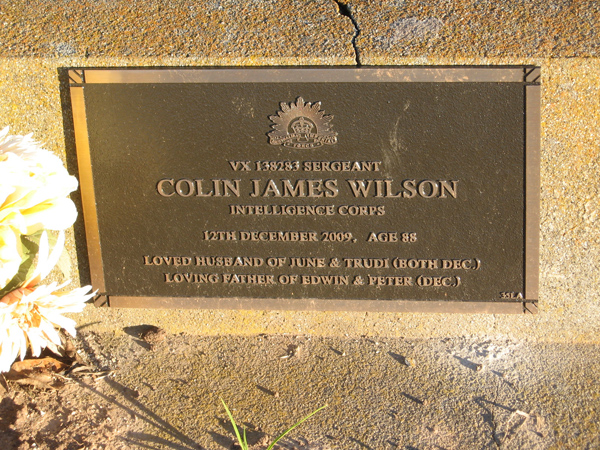 VX 138283 SERGEANT
COLIN JAMES WILSON
INTELLIGENCE CORPS
12TH DECEMBER 2009, AGE 88
LOVED HUSBAND OF JUNE & TRUDI (BOTH DEC.)
LOVING FATHER OF EDWIN & PETER (DEC.)